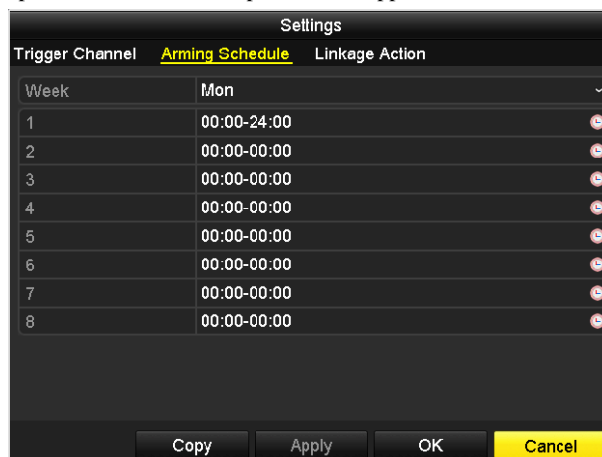 Settings
Trigger Channel Arming Schedule Linkage Action
Week Mon
1 00:00-24:00
2 00:00-00:00
3 00:00-00:00
4 00:00-00:00
5 00:00-00:00
6 00:00-00:00
7 00:00-00:00
8 00:00-00:00
Copy Apply OK Cancel